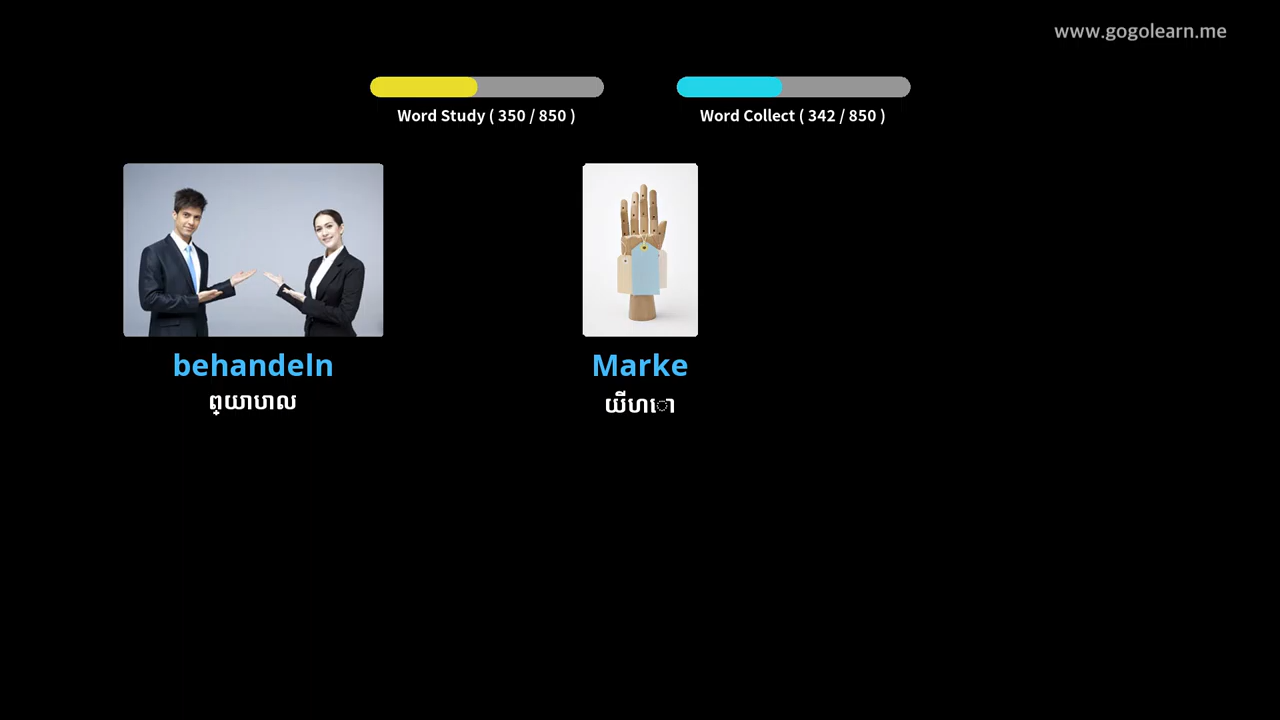 www.gogolearn.me
Word Study ( 350 / 850 )
Word Collect ( 342 / 850 )
behandeln
ព្យាបាល
Marke
យីហោ